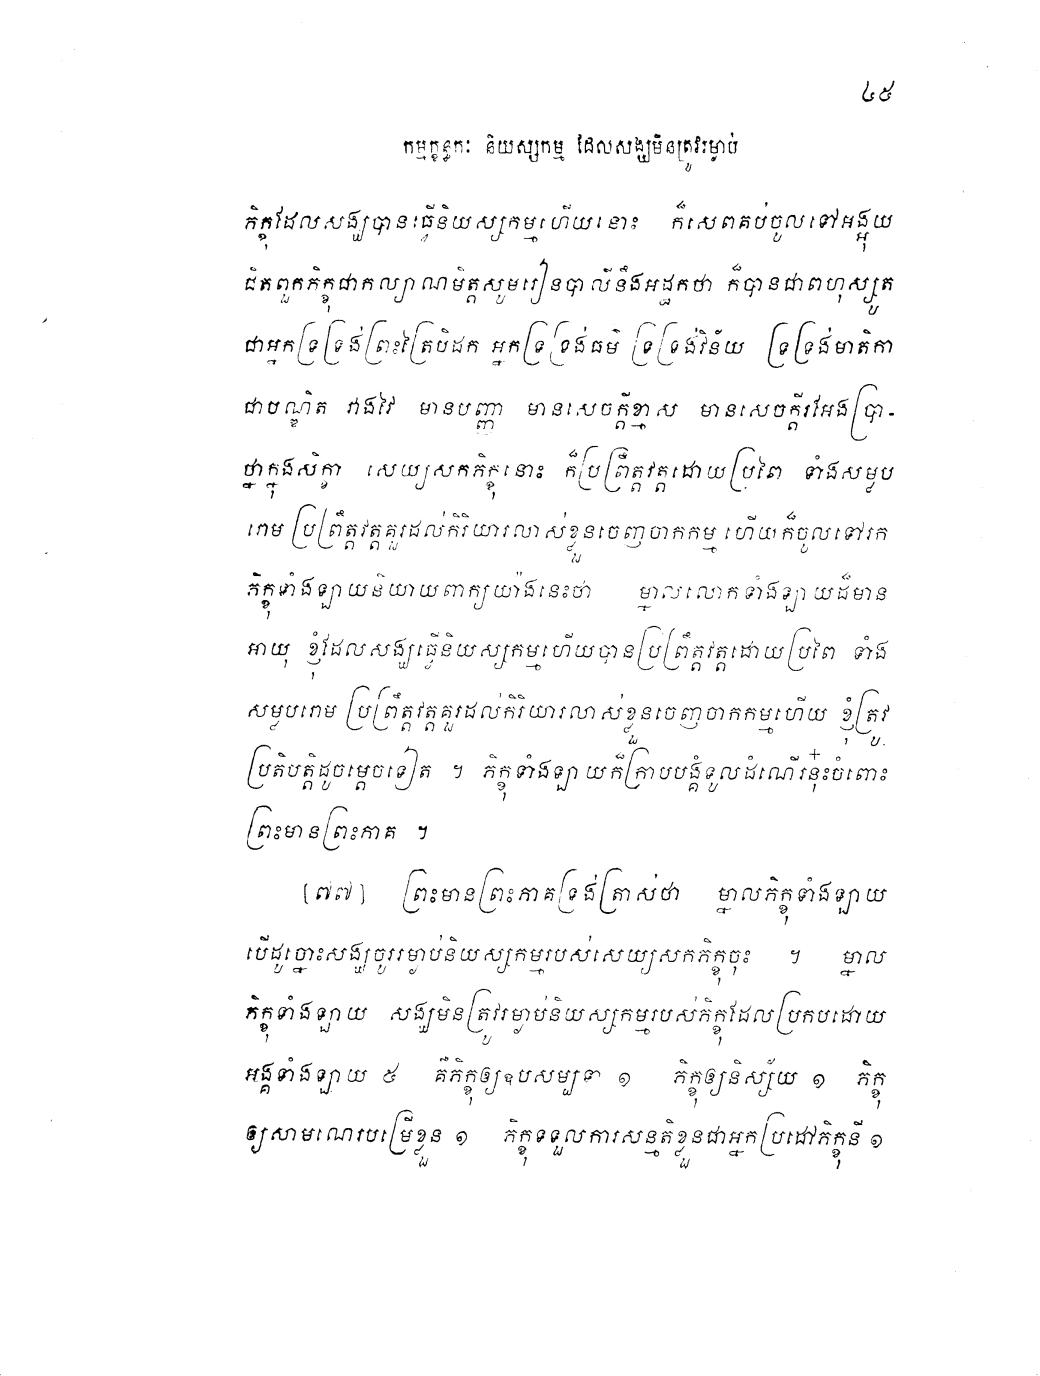 ៤៥
កម្មក្ខន្ធកៈ និយស្សកម្ម ដែលសង្ឃមិនត្រូវរម្ងាប់
ភិក្ខុដែលសង្ឃបានធ្វើនិយស្សកម្មហើយនោះ ក៏សេពគប់ចូលទៅអង្គុយ
ជិតពួកភិក្ខុជាកល្យាណមិត្តសូមរៀនបាលីនឹងអដ្ឋកថា ក៏បានជាពហុស្សូត
ជាអ្នកទ្រទ្រង់ព្រះត្រៃបិដក អ្នកទ្រទ្រង់ធម៌ ទ្រទ្រង់វិន័យ ទ្រទ្រង់មាតិកា
ជាបណ្ឌិត វាងវៃ មានបញ្ញា មានសេចក្តីខ្មាស មានសេចក្តីរអែងប្រា-
ថ្នាក្នុងសិក្ខា សេយ្យសកភិក្ខុនោះ ក៏ប្រព្រឹត្តវត្តដោយប្រពៃ ទាំងសម្ងប
រោម ប្រព្រឹត្តវត្តគួរដល់កិរិយារលាស់ខ្លួនចេញចាកកម្ម ហើយក៏ចូលទៅរក
ភិក្ខុទាំងឡាយនិយាយពាក្យយ៉ាងនេះថា ម្នាលលោកទាំងឡាយដ៏មាន
អាយុ ខ្ញុំដែលសង្ឃធ្វើនិយស្សកម្មហើយបានប្រព្រឹត្តវត្តដោយប្រពៃ ទាំង
សម្ងបរោម ប្រព្រឹត្តវត្តគួរដល់កិរិយារលាស់ខ្លួនចេញចាកកម្មហើយ ខ្ញុំត្រូវ
ប្រតិបត្តិដូចម្តេចទៀត ។ ភិក្ខុទាំងឡាយក៏ក្រាបបង្គំទូលដំណើរនុ៎ះចំពោះ
ព្រះមានព្រះភាគ ។
[៧៧] ព្រះមានព្រះភាគទ្រង់ត្រាស់ថា ម្នាលភិក្ខុទាំងឡាយ
បើដូច្នោះសង្ឃចូររម្ងាប់និយស្សកម្មរបស់សេយ្យសកភិក្ខុចុះ ។ ម្នាល
ភិក្ខុទាំងឡាយ សង្ឃមិនត្រូវរម្ងាប់និយស្សកម្មរបស់ភិក្ខុដែលប្រកបដោយ
អង្គទាំងឡាយ ៥ គឺភិក្ខុឲ្យឧបសម្បទា ១ ភិក្ខុឲ្យនិស្ស័យ ១ ភិក្ខុ
ឲ្យសាមណេរបម្រើខ្លួន ១ ភិក្ខុទទួលការសន្មតិខ្លួនជាអ្នកប្រដៅភិក្ខុនី ១